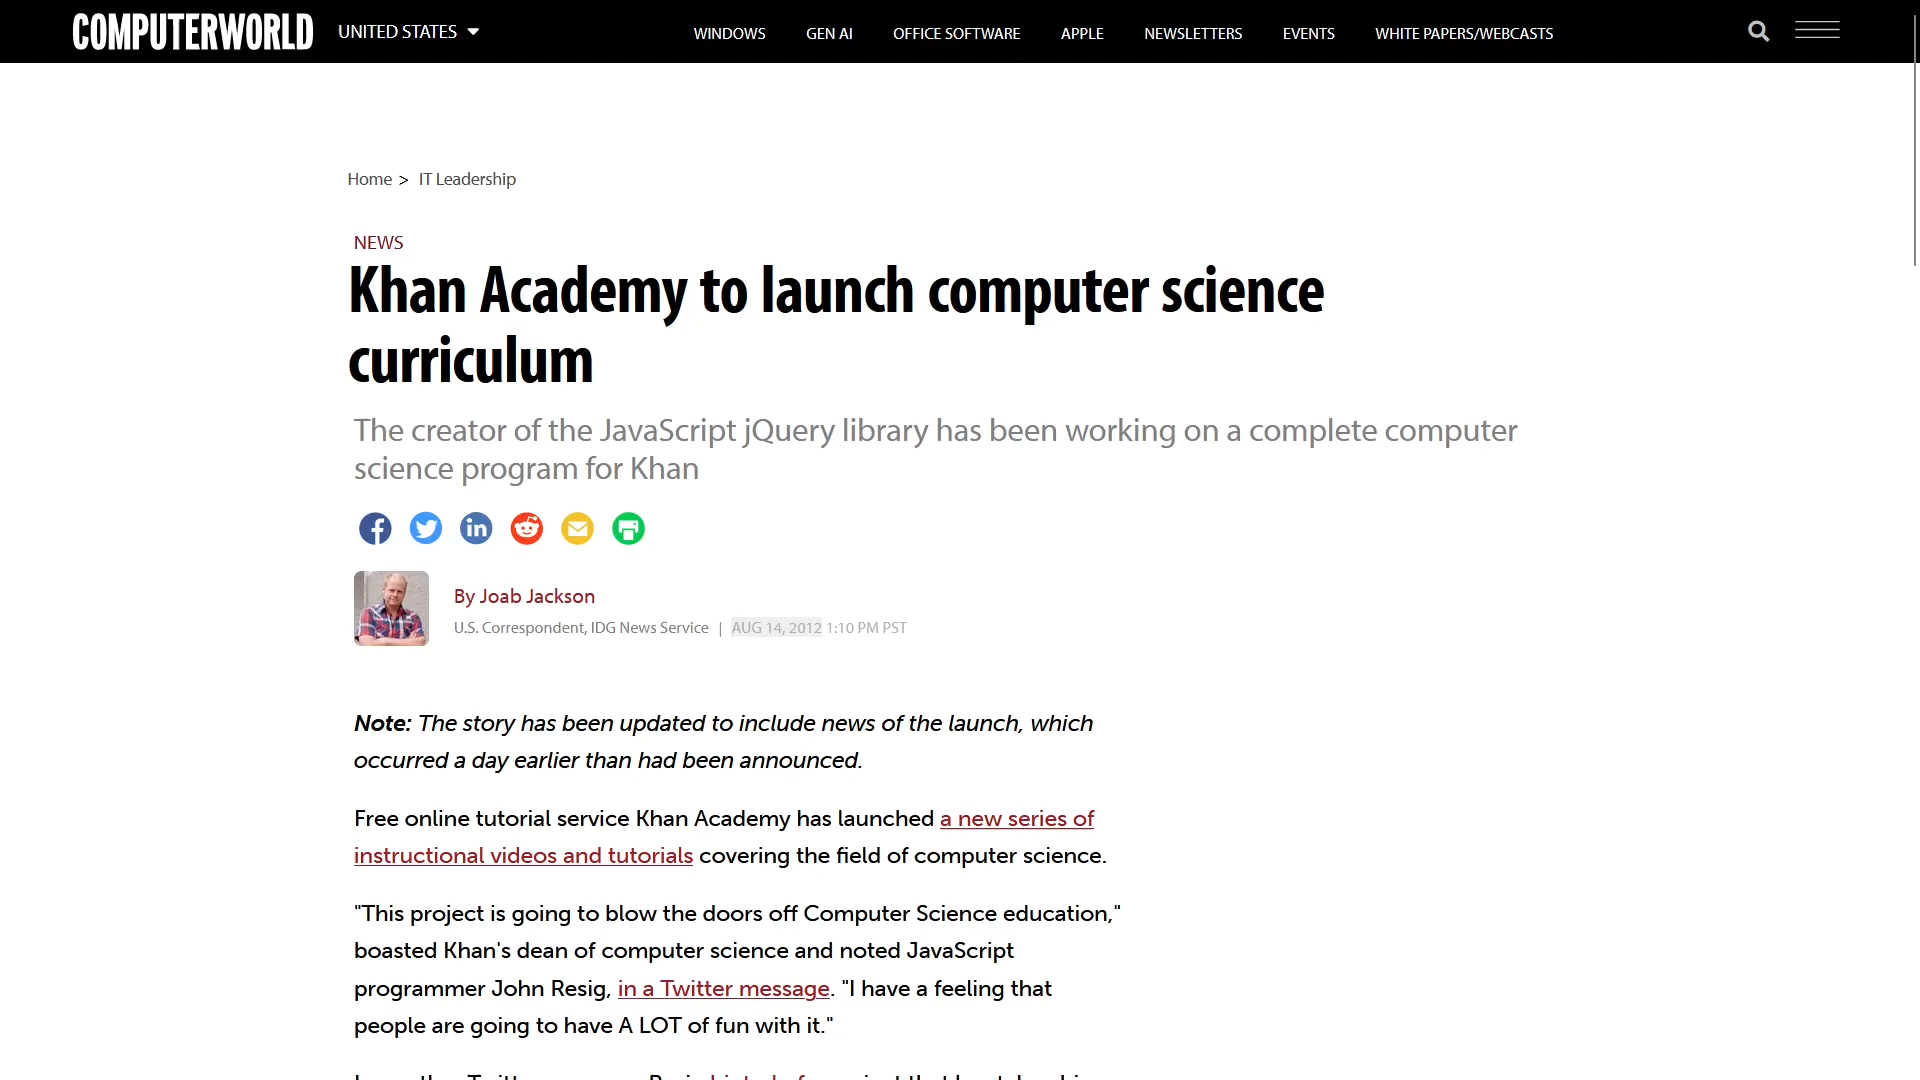 COMPUTERWORLD UNITED STATES WINDOWS GEN AI OFFICE SOFTWARE APPLE NEWSLETTERS EVENTS WHITE PAPERS/WEBCASTS
Home > IT Leadership
NEWS
Khan Academy to launch computer science
curriculum
The creator of the JavaScript jQuery library has been working on a complete computer
science program for Khan
By Joab Jackson
U.S. Correspondent, IDG News Service | AUG 14, 2012 1:10 PM PST
Note: The story has been updated to include news of the launch, which
occurred a day earlier than had been announced.
Free online tutorial service Khan Academy has launched a new series of
instructional videos and tutorials covering the field of computer science.
"This project is going to blow the doors off Computer Science education,"
boasted Khan's dean of computer science and noted JavaScript
programmer John Resig, in a Twitter message. "I have a feeling that
people are going to have A LOT of fun with it."